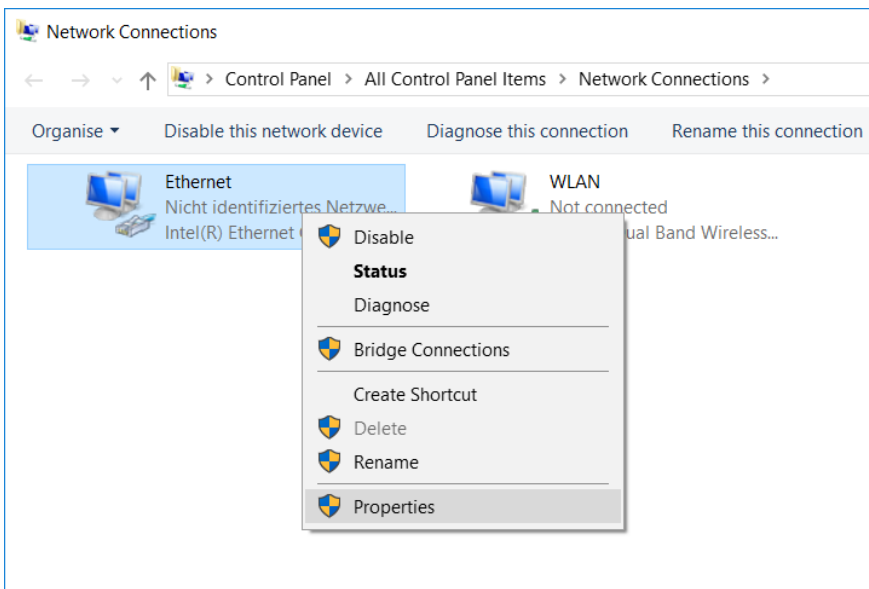 Network Connections
Control Panel > All Control Panel Items > Network Connections >
Organise Disable this network device Diagnose this connection Rename this connection
Ethernet
Nicht identifiziertes Netzwe...
Intel(R) Ethernet
WLAN
Not connected
ual Band Wireless...
Disable
Status
Diagnose
Bridge Connections
Create Shortcut
Delete
Rename
Properties